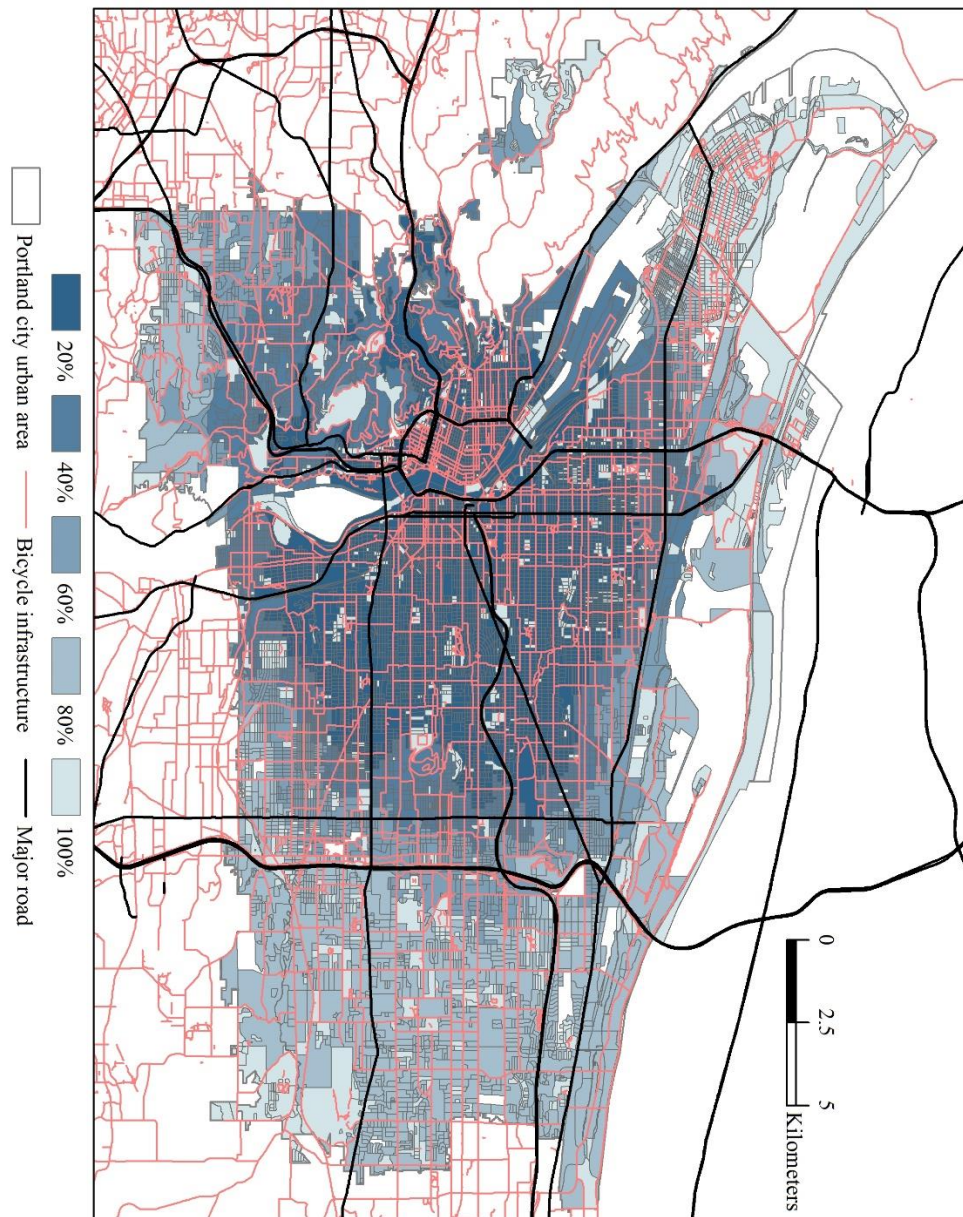 0 2.5 5
Kilometers
20% 40% 60% 80% 100%
Portland city urban area Bicycle infrastructure Major road